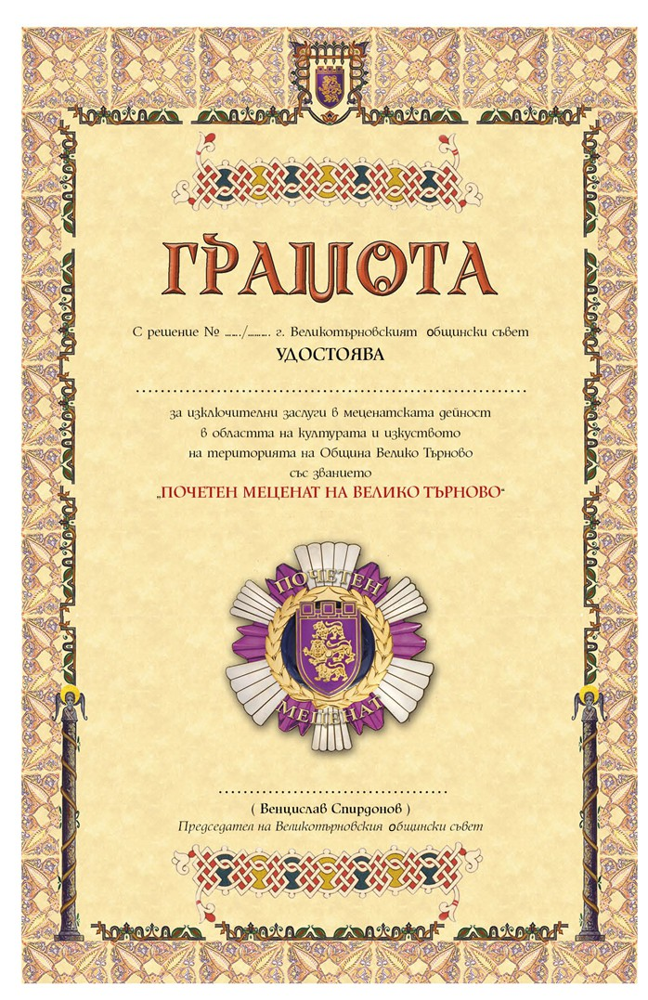 ГРАМОТА
С решение № ....../......... г. Великотърновският общински съвет
УДОСТОЯВА
................................................................
за изключителни заслуги в меценатската дейност
в областта на културата и изкуството
на територията на Община Велико Търново
със званието
„ПОЧЕТЕН МЕЦЕНАТ НА ВЕЛИКО ТЪРНОВО“
ПОЧЕТЕН
МЕЦЕНАТ
.....................................
( Венцислав Спирдонов )
Председател на Великотърновския общински съвет